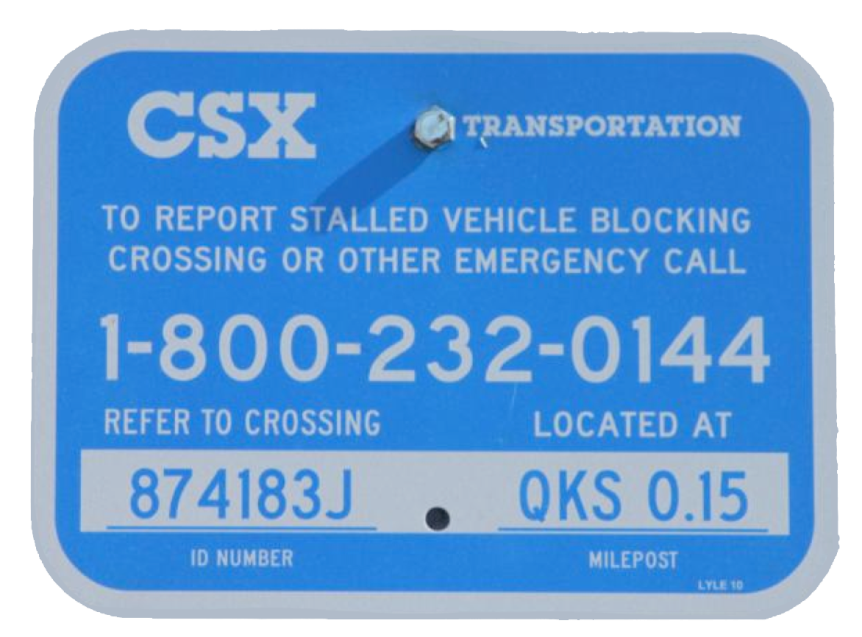 CSX TRANSPORTATION
TO REPORT STALLED VEHICLE BLOCKING
CROSSING OR OTHER EMERGENCY CALL
1-800-232-0144
REFER TO CROSSING LOCATED AT
874183J QKS 0.15
ID NUMBER MILEPOST
LYLE 10